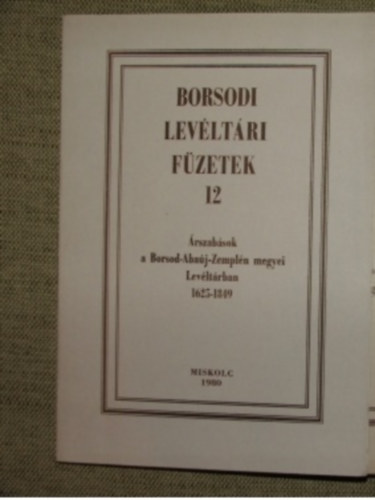 BORSODI
LEVÉLTÁRI
FÜZETEK
12
Árszabások
a Borsod-Abaúj-Zemplén megyei
Levéltárban
1625-1849
MISKOLC
1980